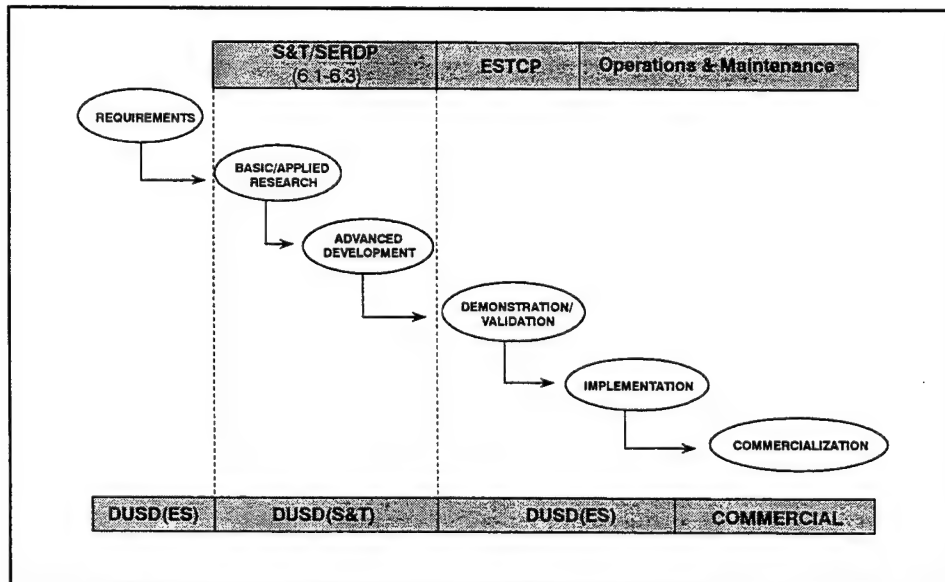 S&T/SERDP
(6.1-6.3)
ESTCP
Operations & Maintenance
REQUIREMENTS
BASIC/APPLIED
RESEARCH
ADVANCED
DEVELOPMENT
DEMONSTRATION/
VALIDATION
IMPLEMENTATION
COMMERCIALIZATION
DUSD(ES)
DUSD(S&T)
DUSD(ES)
COMMERCIAL